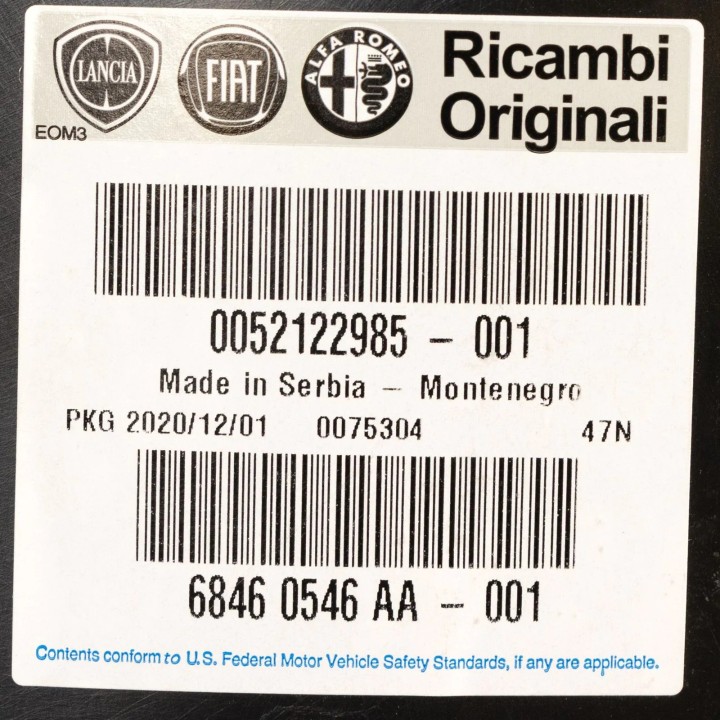 LANCIA
FIAT
ALFA ROMEO
Ricambi
Originali
EOM3
0052122985 - 001
Made in Serbia - Montenegro
PKG 2020/12/01 0075304 47N
6846 0546 AA - 001
Contents conform to U.S. Federal Motor Vehicle Safety Standards, if any are applicable.